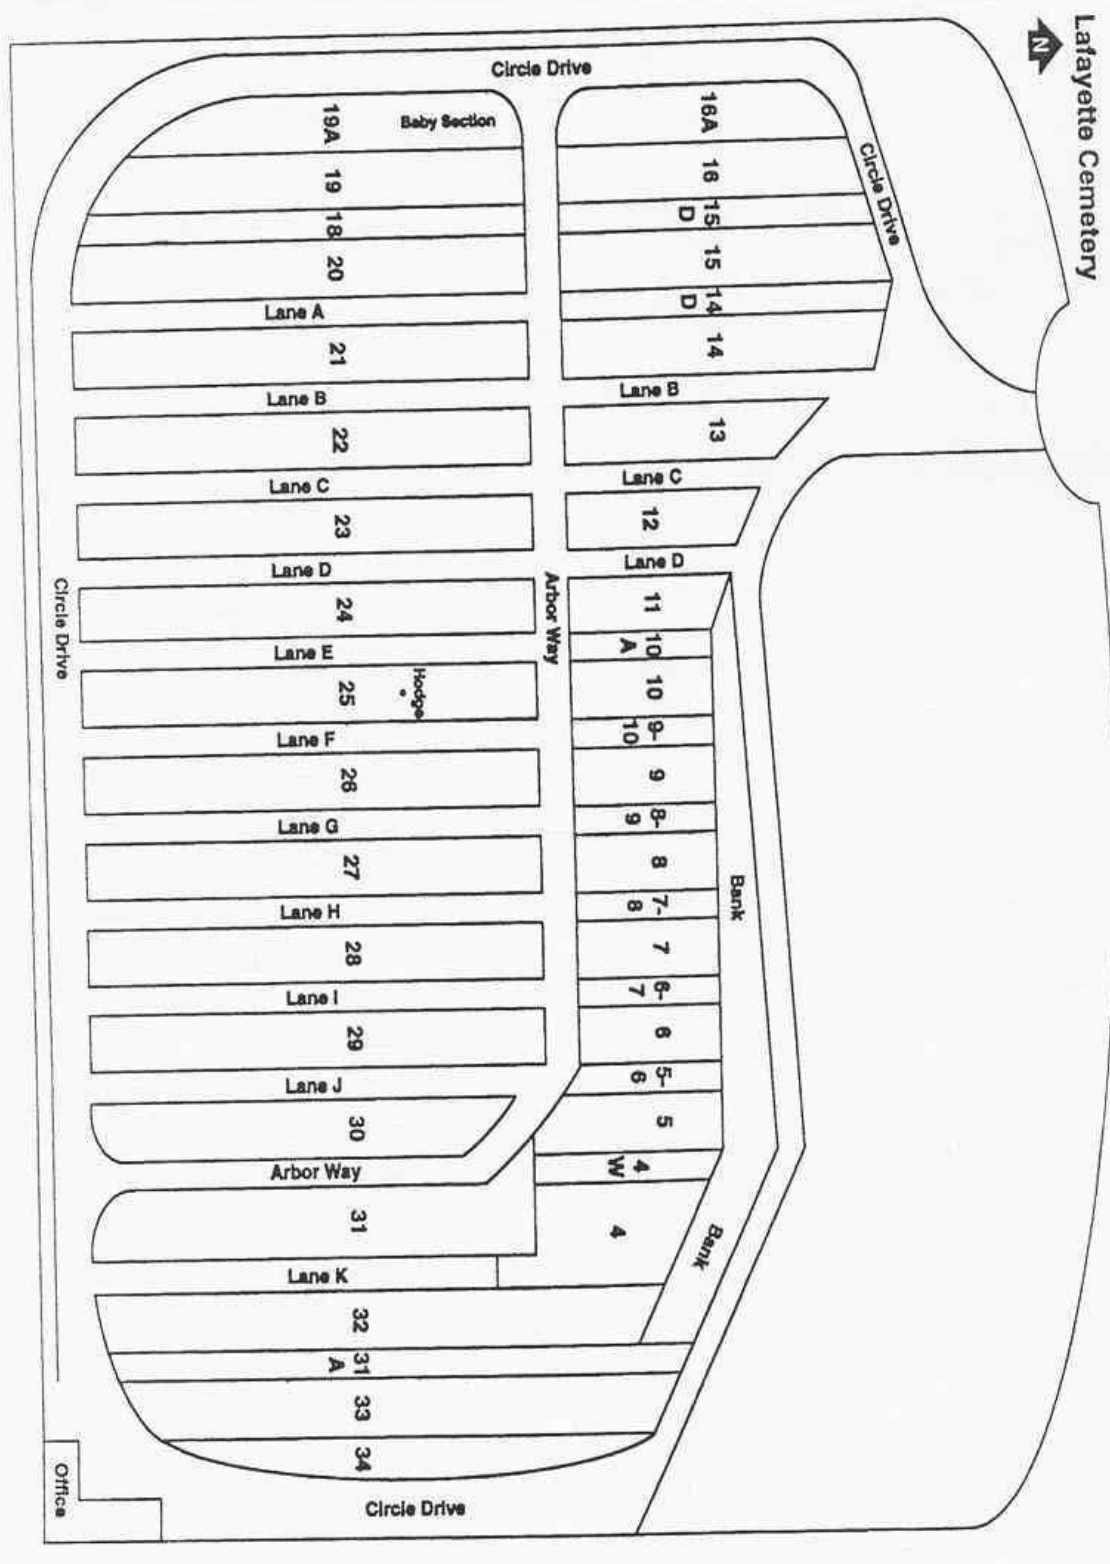 Lafayette Cemetery
N
Circle Drive
19A
Baby Section
16A
Circle Drive
19
16
18
15
D
20
15
Lane A
14
D
21
14
Lane B
Lane B
22
13
Lane C
Lane C
23
12
Lane D
Lane D
Circle Drive
24
Arbor Way
11
Lane E
10
A
25
Hodge
10
Lane F
9-
10
26
9
Lane G
8-
9
27
8
Bank
Lane H
7-
8
28
7
Lane I
6-
7
29
6
Lane J
5-
6
30
5
Arbor Way
4
W
31
4
Bank
Lane K
32
31
A
33
34
Office
Circle Drive